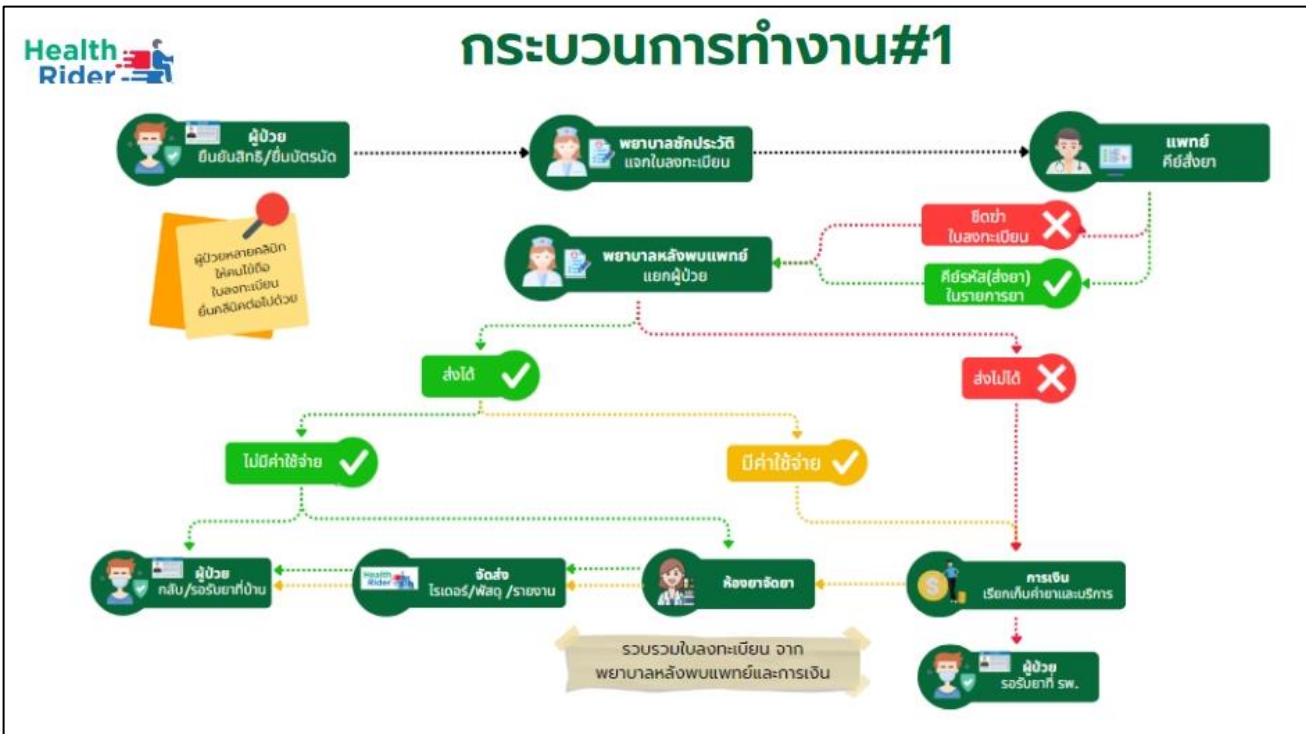 Health
Rider
กระบวนการทำงาน#1
ผู้ป่วย
ยืนยันสิทธิ/ยื่นบัตรนัด
พยาบาลซักประวัติ
แจกใบลงทะเบียน
แพทย์
คีย์สั่งยา
ผู้ป่วยหลายคลินิก
ให้คนไข้ถือ
ใบลงทะเบียน
ยื่นคลินิคต่อไปด้วย
พยาบาลหลังพบแพทย์
แยกผู้ป่วย
ขีดฆ่า
ใบลงทะเบียน
คีย์รหัส(ส่งยา)
ในรายการยา
ส่งได้
ส่งไม่ได้
ไม่มีค่าใช้จ่าย
มีค่าใช้จ่าย
ผู้ป่วย
กลับ/รอรับยาที่บ้าน
Health
Rider
จัดส่ง
ไรเดอร์/พัสดุ /รายงาน
ห้องยาจัดยา
การเงิน
เรียกเก็บค่ายาและบริการ
รวบรวมใบลงทะเบียน จาก
พยาบาลหลังพบแพทย์และการเงิน
ผู้ป่วย
รอรับยาที่ รพ.